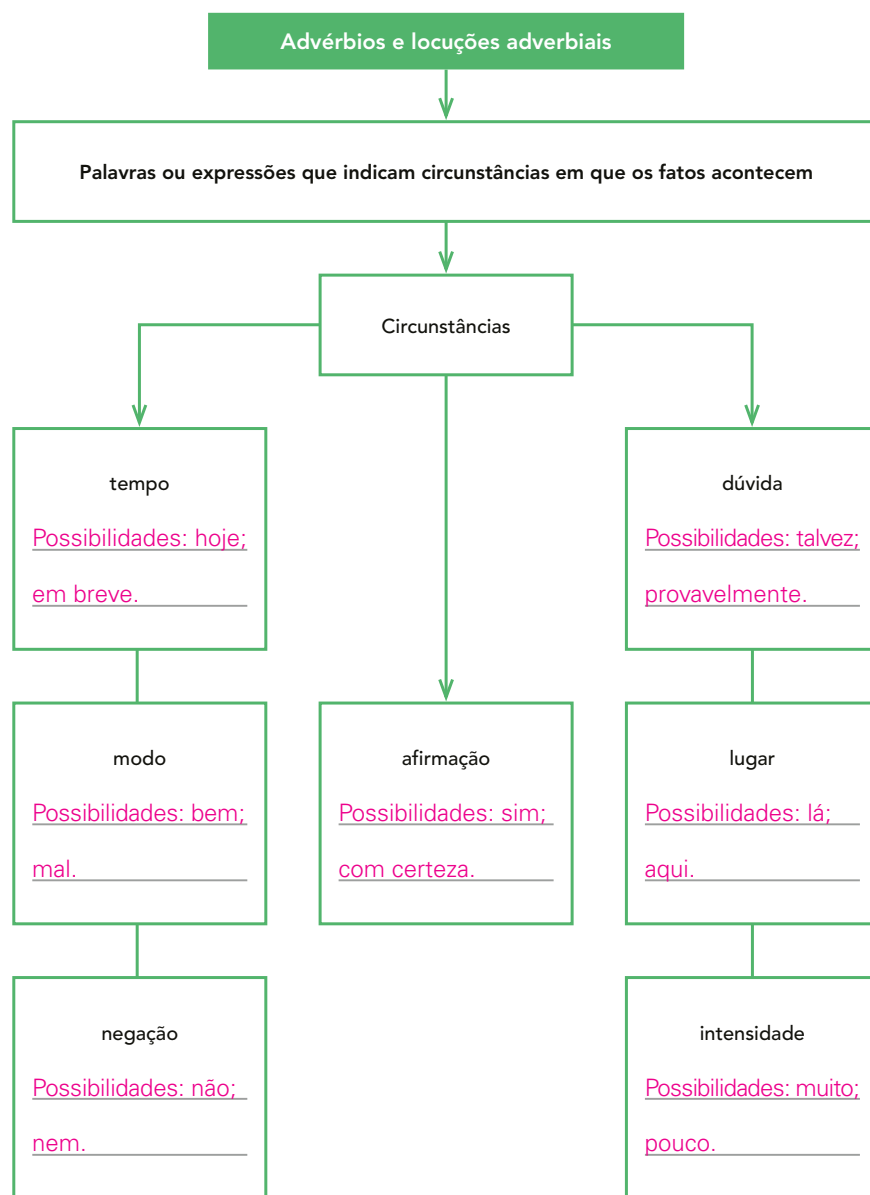 Advérbios e locuções adverbiais
Palavras ou expressões que indicam circunstâncias em que os fatos acontecem
Circunstâncias
tempo
Possibilidades: hoje;
em breve.
dúvida
Possibilidades: talvez;
provavelmente.
modo
Possibilidades: bem;
mal.
afirmação
Possibilidades: sim;
com certeza.
lugar
Possibilidades: lá;
aqui.
negação
Possibilidades: não;
nem.
intensidade
Possibilidades: muito;
pouco.